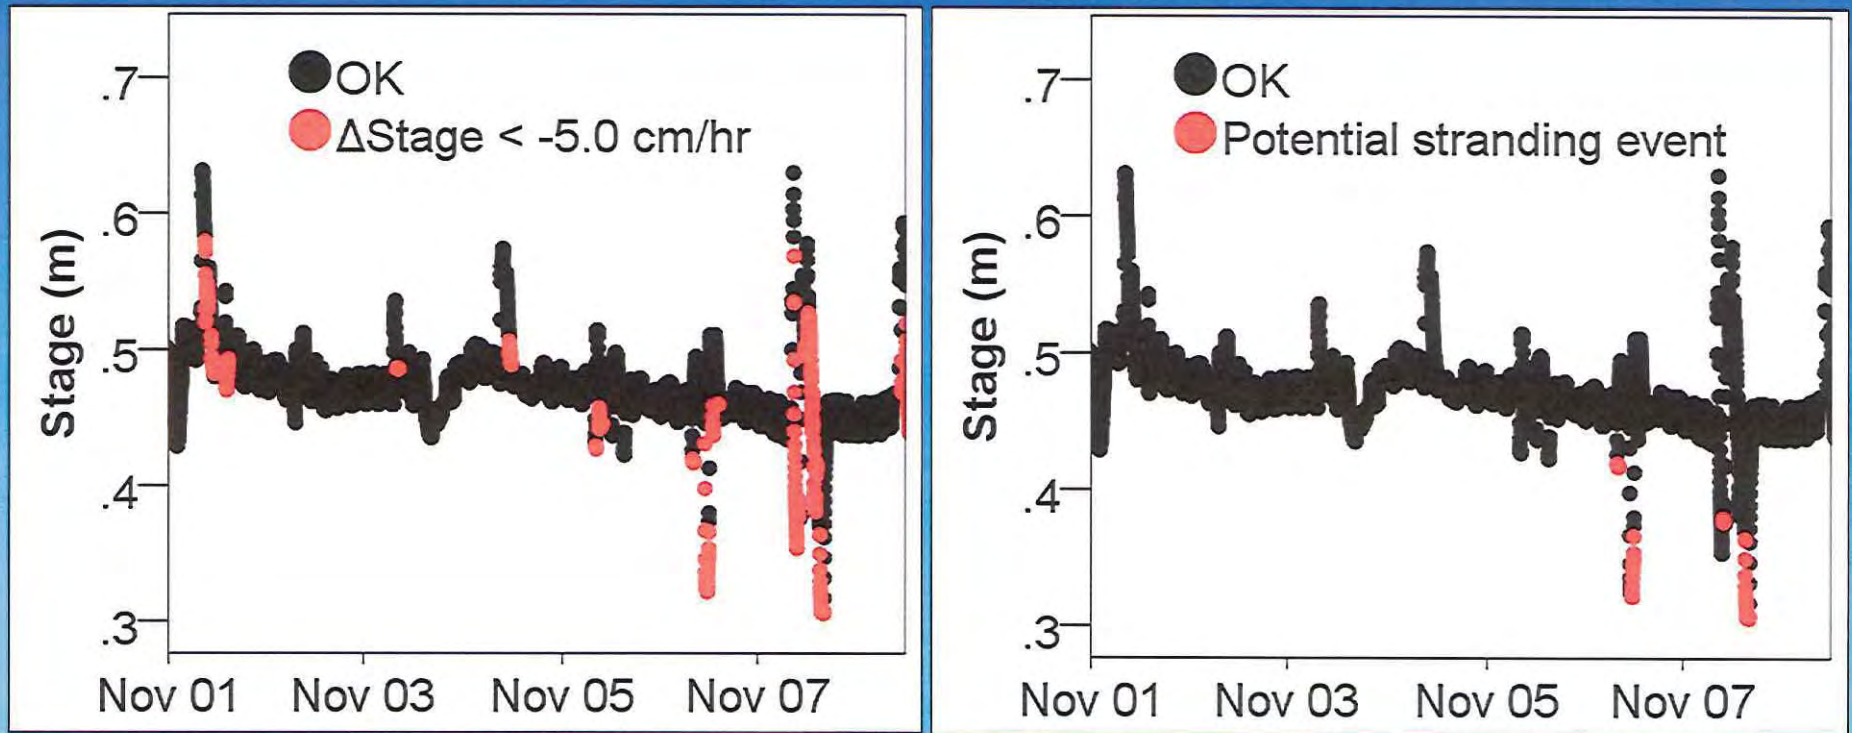 OK
ΔStage < -5.0 cm/hr
Stage (m)
.7
.6
.5
.4
.3
Nov 01 Nov 03 Nov 05 Nov 07
OK
Potential stranding event
Stage (m)
.7
.6
.5
.4
.3
Nov 01 Nov 03 Nov 05 Nov 07